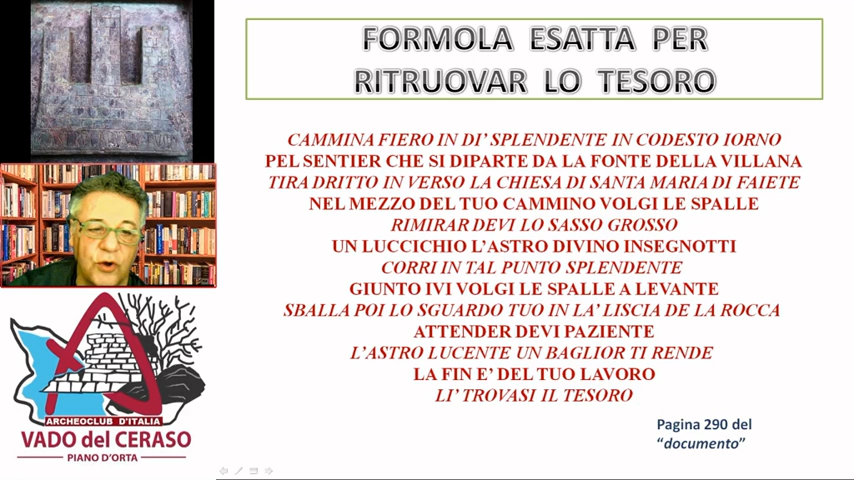 FORMOLA ESATTA PER
RITRUOVAR LO TESORO
CAMMINA FIERO IN DI' SPLENDENTE IN CODESTO IORNO
PEL SENTIER CHE SI DIPARTE DA LA FONTE DELLA VILLANA
TIRA DRITTO IN VERSO LA CHIESA DI SANTA MARIA DI FAIETE
NEL MEZZO DEL TUO CAMMINO VOLGI LE SPALLE
RIMIRAR DEVI LO SASSO GROSSO
UN LUCCICHIO L'ASTRO DIVINO INSEGNOTTI
CORRI IN TAL PUNTO SPLENDENTE
GIUNTO IVI VOLGI LE SPALLE A LEVANTE
SBALLA POI LO SGUARDO TUO IN LA' LISCIA DE LA ROCCA
ATTENDER DEVI PAZIENTE
L'ASTRO LUCENTE UN BAGLIOR TI RENDE
LA FIN E' DEL TUO LAVORO
LI' TROVASI IL TESORO
Pagina 290 del
“documento”
ARCHEOCLUB D'ITALIA
VADO del CERASO
PIANO D'ORTA